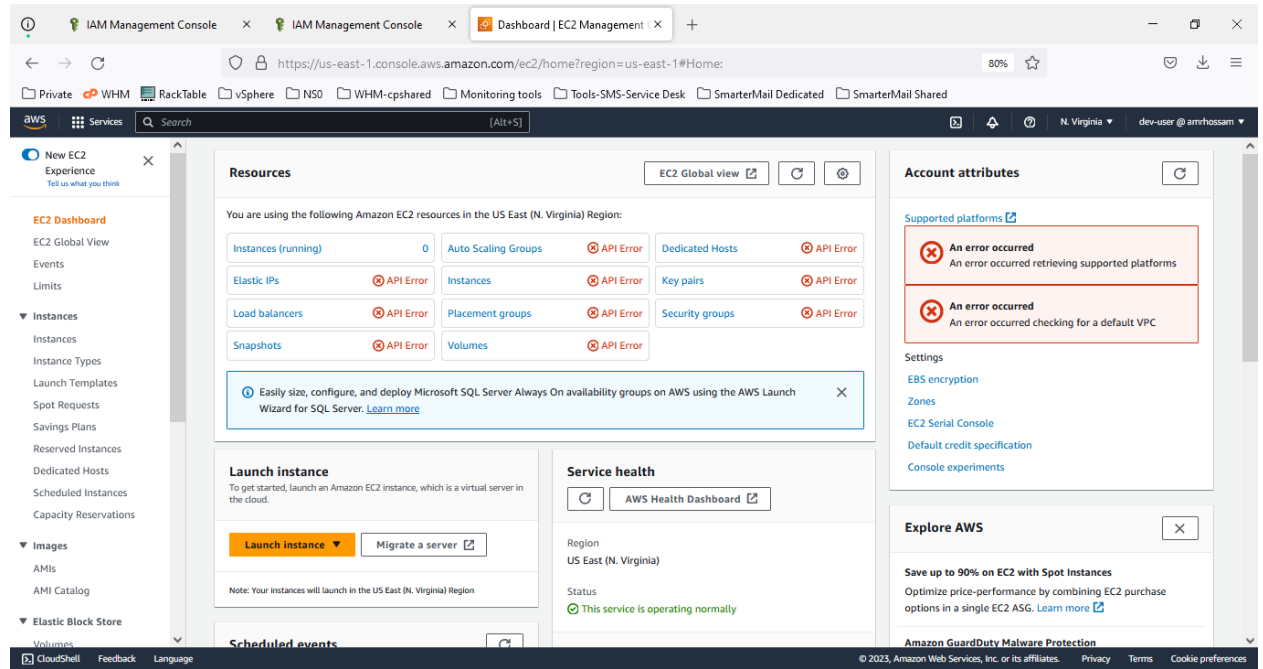 IAM Management Console
IAM Management Console
Dashboard | EC2 Management C
https://us-east-1.console.aws.amazon.com/ec2/home?region=us-east-1#Home:
80%
Private
cP WHM
RackTable
vSphere
NS0
WHM-cpshared
Monitoring tools
Tools-SMS-Service Desk
SmarterMail Dedicated
SmarterMail Shared
aws
Services
Search
[Alt+S]
N. Virginia
dev-user @ amrhossam
New EC2
Experience
Tell us what you think
EC2 Dashboard
EC2 Global View
Events
Limits
Instances
Instances
Instance Types
Launch Templates
Spot Requests
Savings Plans
Reserved Instances
Dedicated Hosts
Scheduled Instances
Capacity Reservations
Images
AMIs
AMI Catalog
Elastic Block Store
Volumes
Resources
EC2 Global view
You are using the following Amazon EC2 resources in the US East (N. Virginia) Region:
Instances (running) 0
Auto Scaling Groups API Error
Dedicated Hosts API Error
Elastic IPs API Error
Instances API Error
Key pairs API Error
Load balancers API Error
Placement groups API Error
Security groups API Error
Snapshots API Error
Volumes API Error
Easily size, configure, and deploy Microsoft SQL Server Always On availability groups on AWS using the AWS Launch
Wizard for SQL Server. Learn more
Launch instance
To get started, launch an Amazon EC2 instance, which is a virtual server in
the cloud.
Launch instance
Migrate a server
Note: Your instances will launch in the US East (N. Virginia) Region
Scheduled events
Service health
AWS Health Dashboard
Region
US East (N. Virginia)
Status
This service is operating normally
Account attributes
Supported platforms
An error occurred
An error occurred retrieving supported platforms
An error occurred
An error occurred checking for a default VPC
Settings
EBS encryption
Zones
EC2 Serial Console
Default credit specification
Console experiments
Explore AWS
Save up to 90% on EC2 with Spot Instances
Optimize price-performance by combining EC2 purchase
options in a single EC2 ASG. Learn more
Amazon GuardDuty Malware Protection
CloudShell
Feedback
Language
© 2023, Amazon Web Services, Inc. or its affiliates.
Privacy
Terms
Cookie preferences